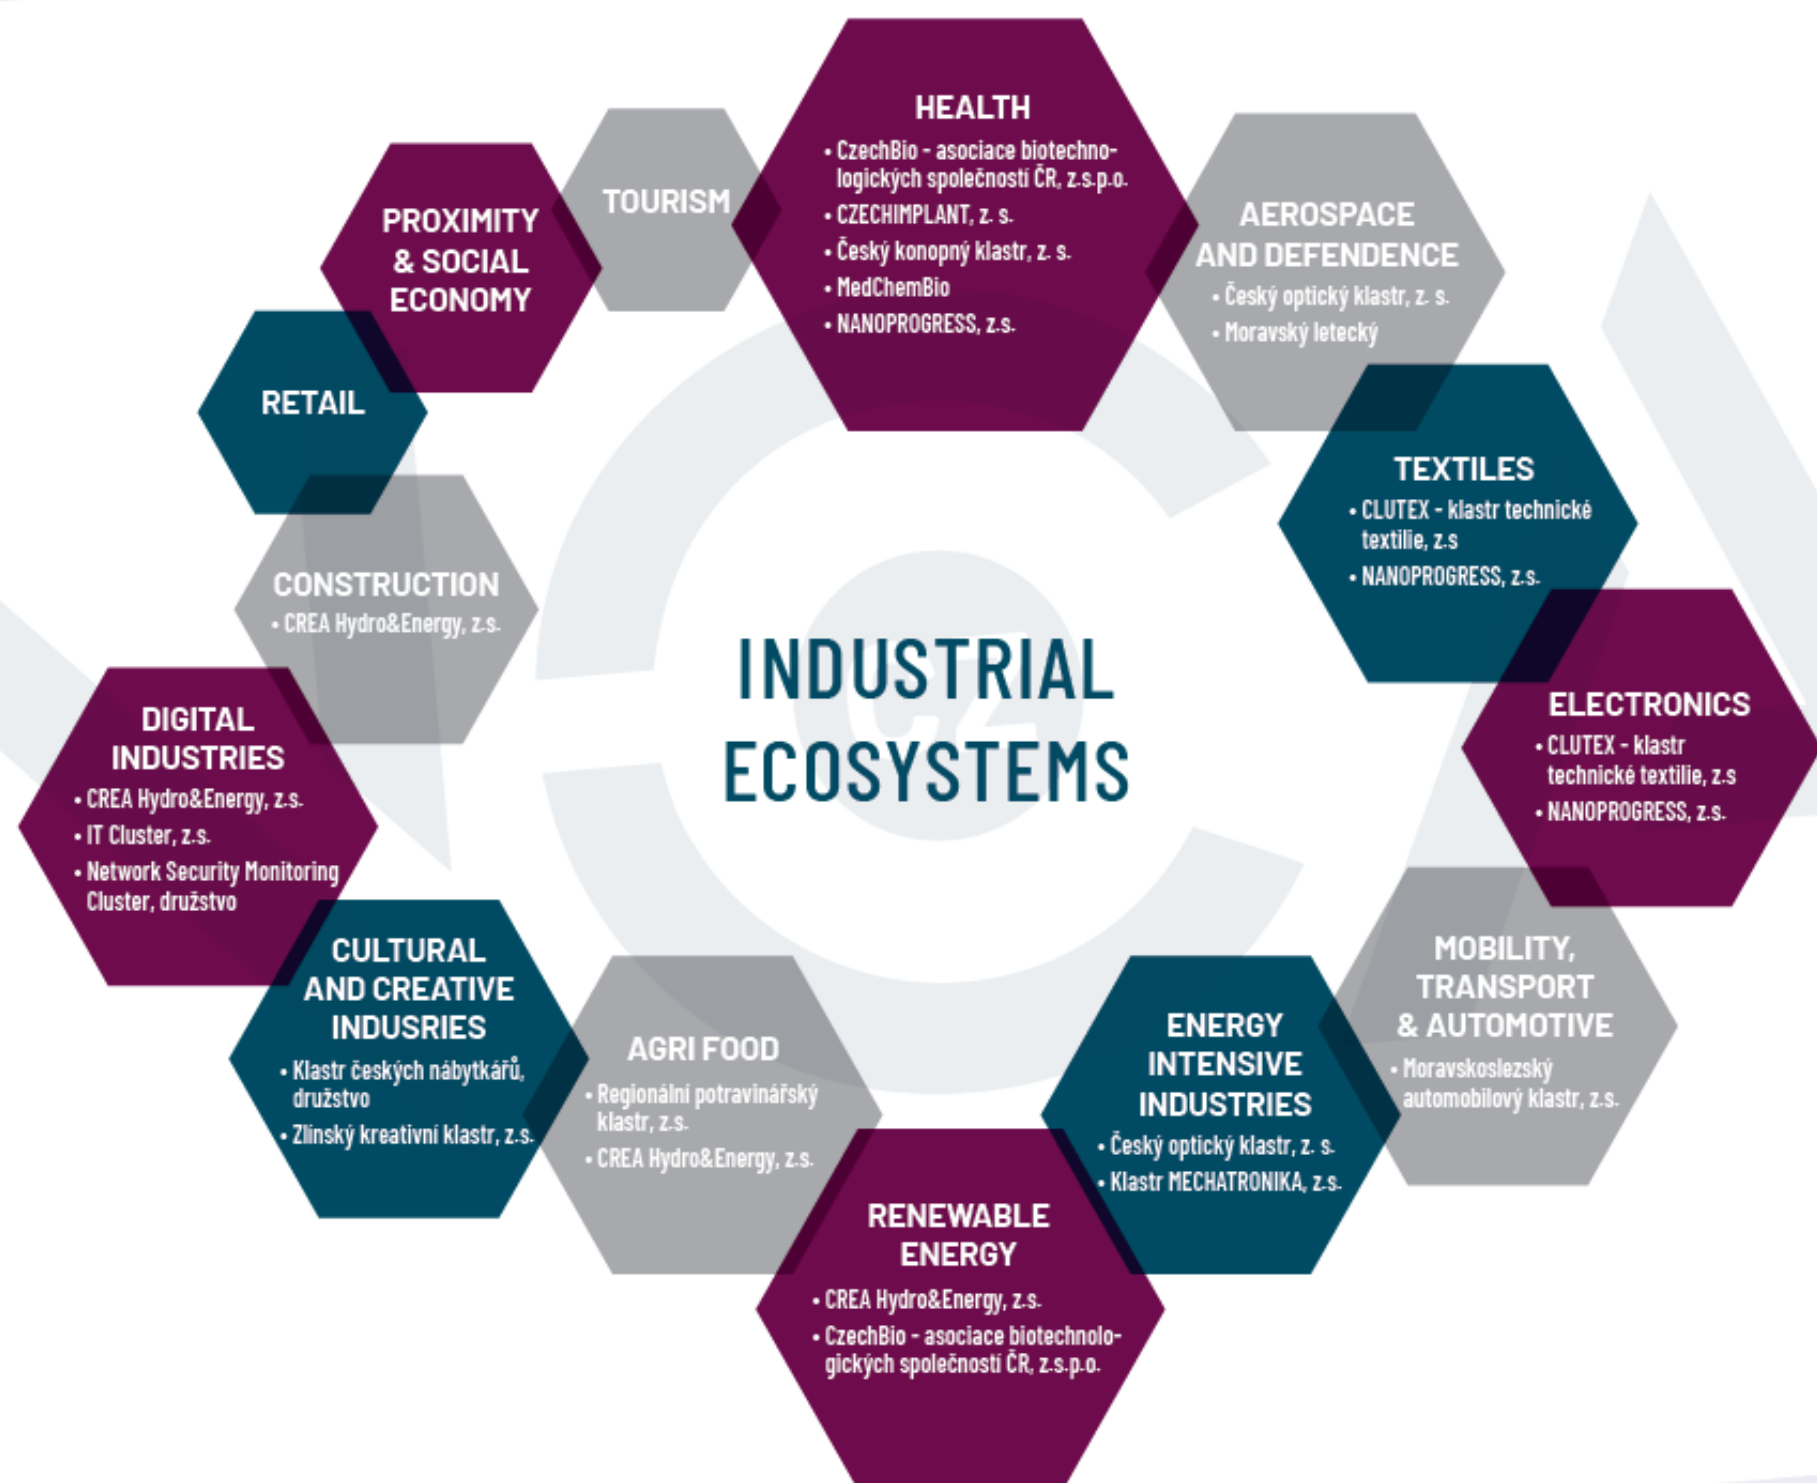 HEALTH
• CzechBio - asociace biotechno-
logických společností ČR, z.s.p.o.
• CZECHIMPLANT, z. s.
• Český konopný klastr, z. s.
• MedChemBio
• NANOPROGRESS, z.s.
AEROSPACE
AND DEFENDENCE
• Český optický klastr, z. s.
• Moravský letecký
TEXTILES
• CLUTEX - klastr technické
textilie, z.s
• NANOPROGRESS, z.s.
ELECTRONICS
• CLUTEX - klastr
technické textilie, z.s
• NANOPROGRESS, z.s.
MOBILITY,
TRANSPORT
& AUTOMOTIVE
• Moravskoslezský
automobilový klastr, z.s.
ENERGY
INTENSIVE
INDUSTRIES
• Český optický klastr, z. s.
• Klastr MECHATRONIKA, z.s.
RENEWABLE
ENERGY
• CREA Hydro&Energy, z.s.
• CzechBio - asociace biotechnolo-
gických společností ČR, z.s.p.o.
AGRI FOOD
• Regionální potravinářský
klastr, z.s.
• CREA Hydro&Energy, z.s.
CULTURAL
AND CREATIVE
INDUSRIES
• Klastr českých nábytkářů,
družstvo
• Zlínský kreativní klastr, z.s.
DIGITAL
INDUSTRIES
• CREA Hydro&Energy, z.s.
• IT Cluster, z.s.
• Network Security Monitoring
Cluster, družstvo
CONSTRUCTION
• CREA Hydro&Energy, z.s.
RETAIL
PROXIMITY
& SOCIAL
ECONOMY
TOURISM
INDUSTRIAL
ECOSYSTEMS
CZ